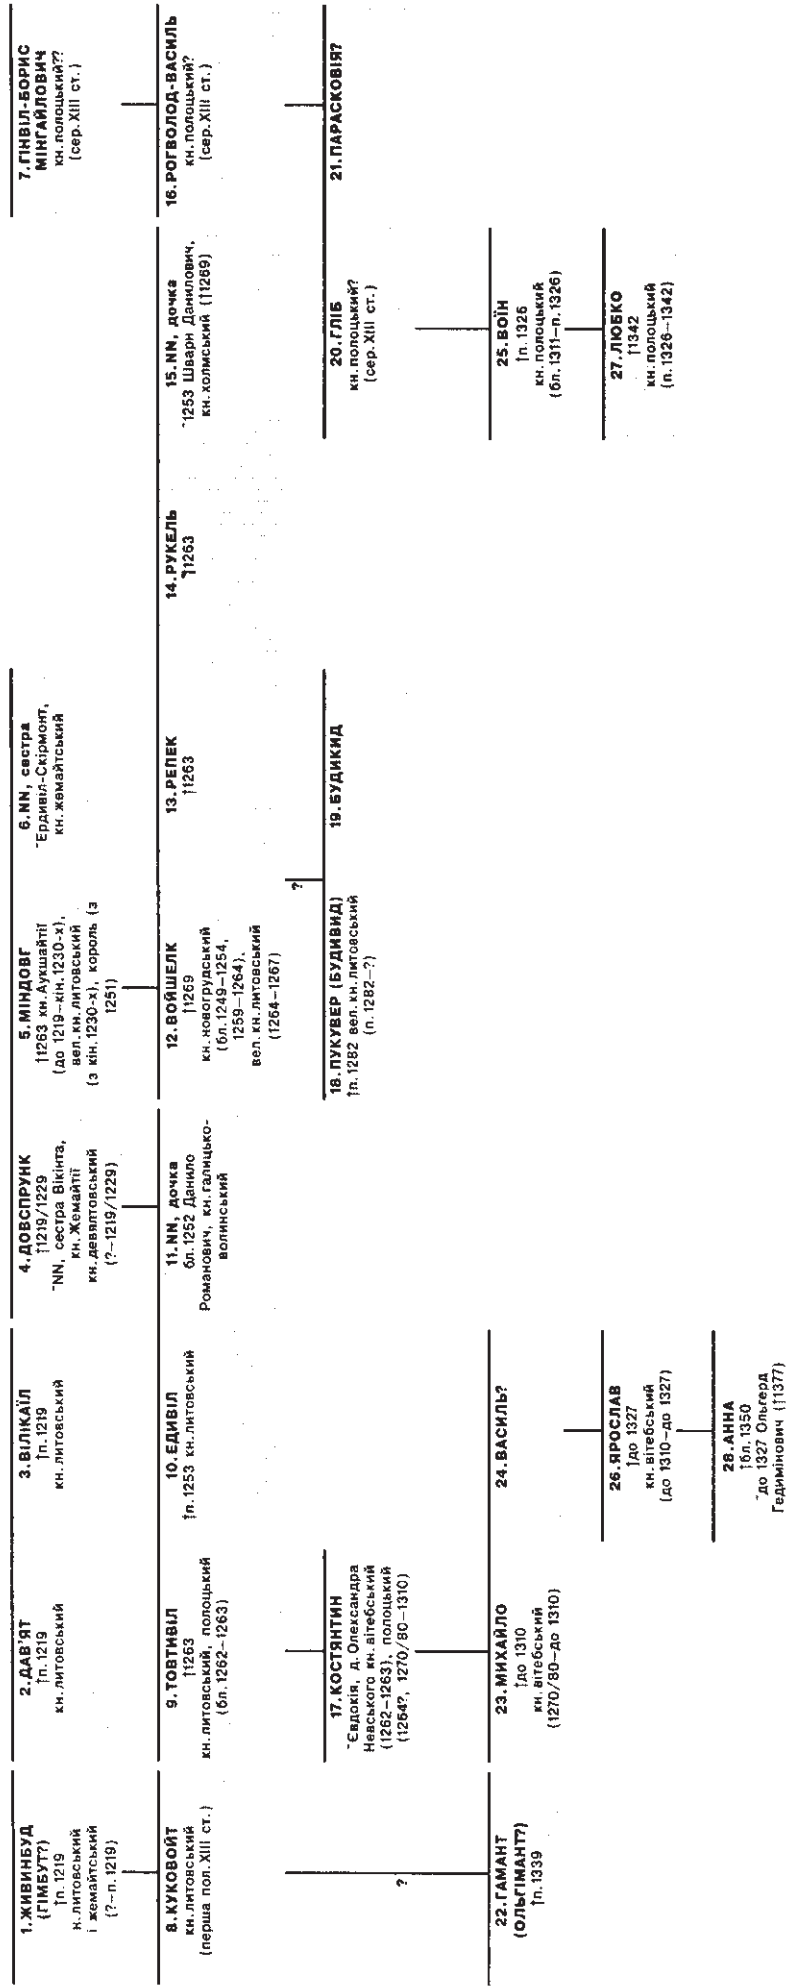 1.ЖИВИНБУД
(ГІМБУТ?)
†п.1219
н.литовський
і жемайтський
(?–п.1219)
2.ДАВ'ЯТ
†п.1219
кн.литовський
3.ВІЛІКАЇЛ
†п.1219
кн.литовський
4.ДОВСПРУНК
†1219/1229
~NN, сестра Вікінта,
кн.Жемайтії
кн.девялтовський
(?–1219/1229)
5.МІНДОВГ
†1263 кн.Аукшайтії
(до 1219–кін.1230-х),
вел.кн.литовський
(з кін.1230-х), король (з
1251)
6.NN, сестра
~Ердивіл-Скірмонт,
кн.жемайтський
7.ГІНВІЛ-БОРИС
МІНГАЙЛОВИЧ
кн.полоцький??
(сер.XIII ст.)
8.КУКОВОЙТ
кн.литовський
(перша пол.XIII ст.)
9.ТОВТИВІЛ
†1263
кн.литовський, полоцький
(бл.1262–1263)
10.ЕДИВІЛ
†п.1253 кн.литовський
11.NN, дочка
бл.1252 Данило
Романович, кн.галицько-
волинський
12.ВОЙШЕЛК
†1269
кн.новогрудський
(бл.1249–1254,
1259–1264),
вел.кн.литовський
(1264–1267)
13.РЕПЕК
†1263
14.РУКЕЛЬ
†1263
15.NN, дочка
~1253 Шварн Данилович,
кн.холмський (†1269)
16.РОГВОЛОД-ВАСИЛЬ
кн.полоцький?
(сер.XIII ст.)
?
17.КОСТЯНТИН
~Євдокія, д.Олександра
Невського кн.вітебський
(1262–1263), полоцький
(1264?, 1270/80–1310)
18.ПУКУВЕР (БУДИВИД)
†п.1282 вел.кн.литовський
(п.1282–?)
19.БУДИКИД
20.ГЛІБ
кн.полоцький?
(сер.XIII ст.)
21.ПАРАСКОВІЯ?
?
22.ГАМАНТ
(ОЛЬГІМАНТ?)
†п.1339
23.МИХАЙЛО
†до 1310
кн.вітебський
(1270/80–до 1310)
24.ВАСИЛЬ?
25.ВОЇН
†п.1326
кн.полоцький
(бл.1311–п.1326)
26.ЯРОСЛАВ
†до 1327
кн.вітебський
(до 1310–до 1327)
27.ЛЮБКО
†1342
кн.полоцький
(п.1326–1342)
28.АННА
†бл.1350
~до 1327 Ольгерд
Гедимінович (†1377)